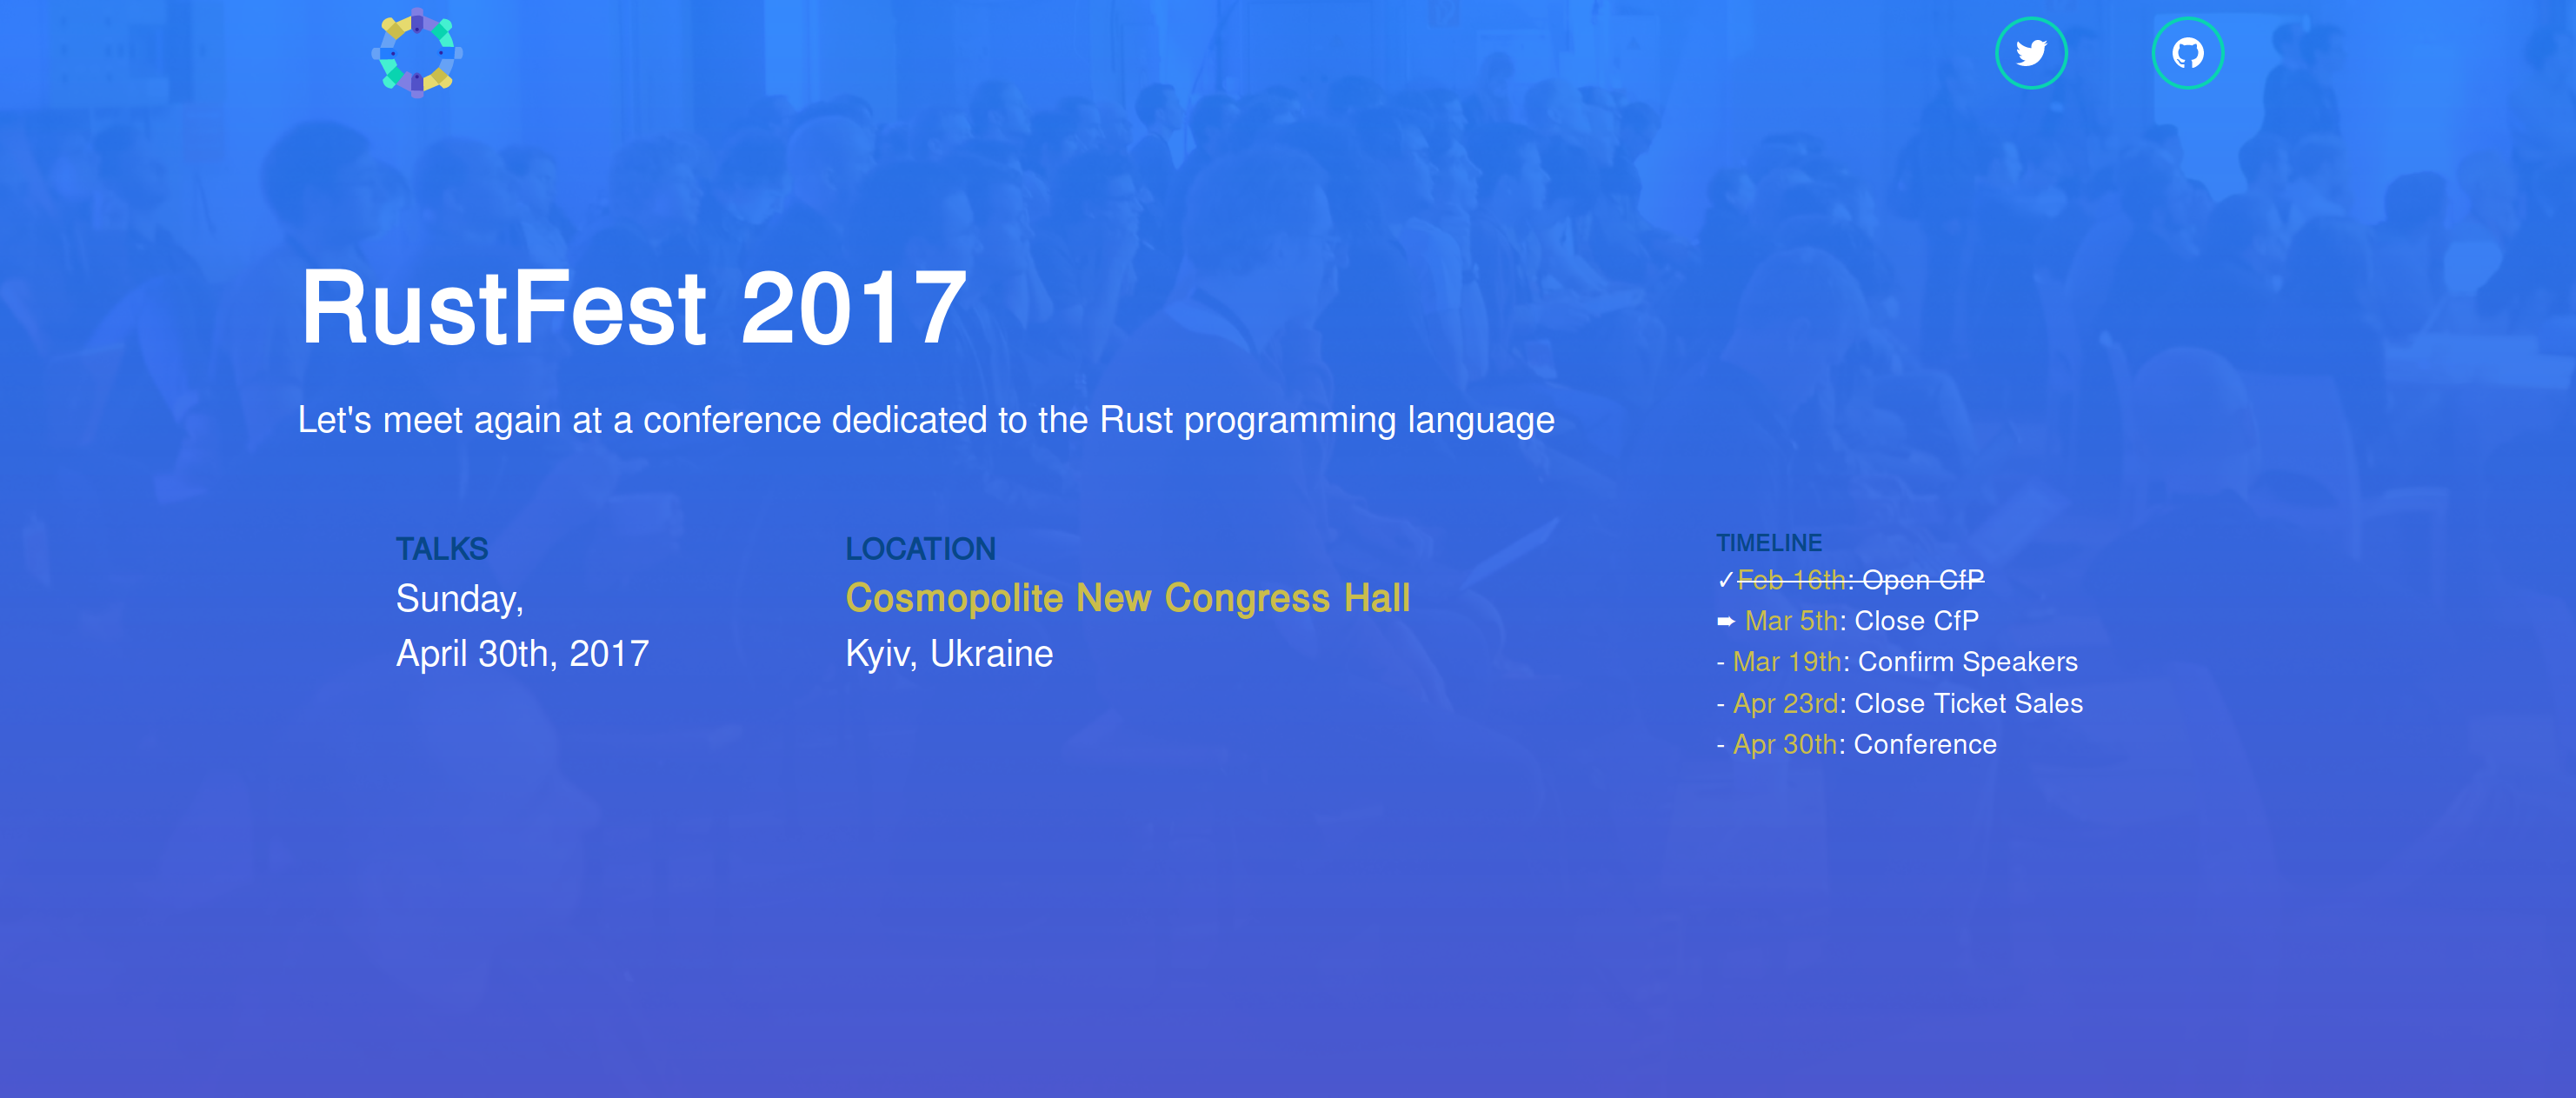 RustFest 2017
Let's meet again at a conference dedicated to the Rust programming language
TALKS
Sunday,
April 30th, 2017
LOCATION
Cosmopolite New Congress Hall
Kyiv, Ukraine
TIMELINE
✓Feb 16th: Open CfP
➨ Mar 5th: Close CfP
- Mar 19th: Confirm Speakers
- Apr 23rd: Close Ticket Sales
- Apr 30th: Conference